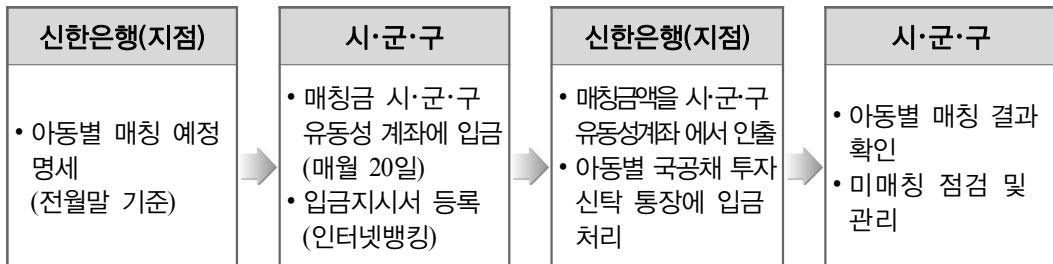 신한은행(지점)
• 아동별 매칭 예정
명세
(전월말 기준)
시·군·구
• 매칭금 시·군·구
유동성 계좌에 입금
(매월 20일)
• 입금지시서 등록
(인터넷뱅킹)
신한은행(지점)
• 매칭금액을 시·군·구
유동성계좌 에서 인출
• 아동별 국공채 투자
신탁 통장에 입금
처리
시·군·구
• 아동별 매칭 결과
확인
• 미매칭 점검 및
관리